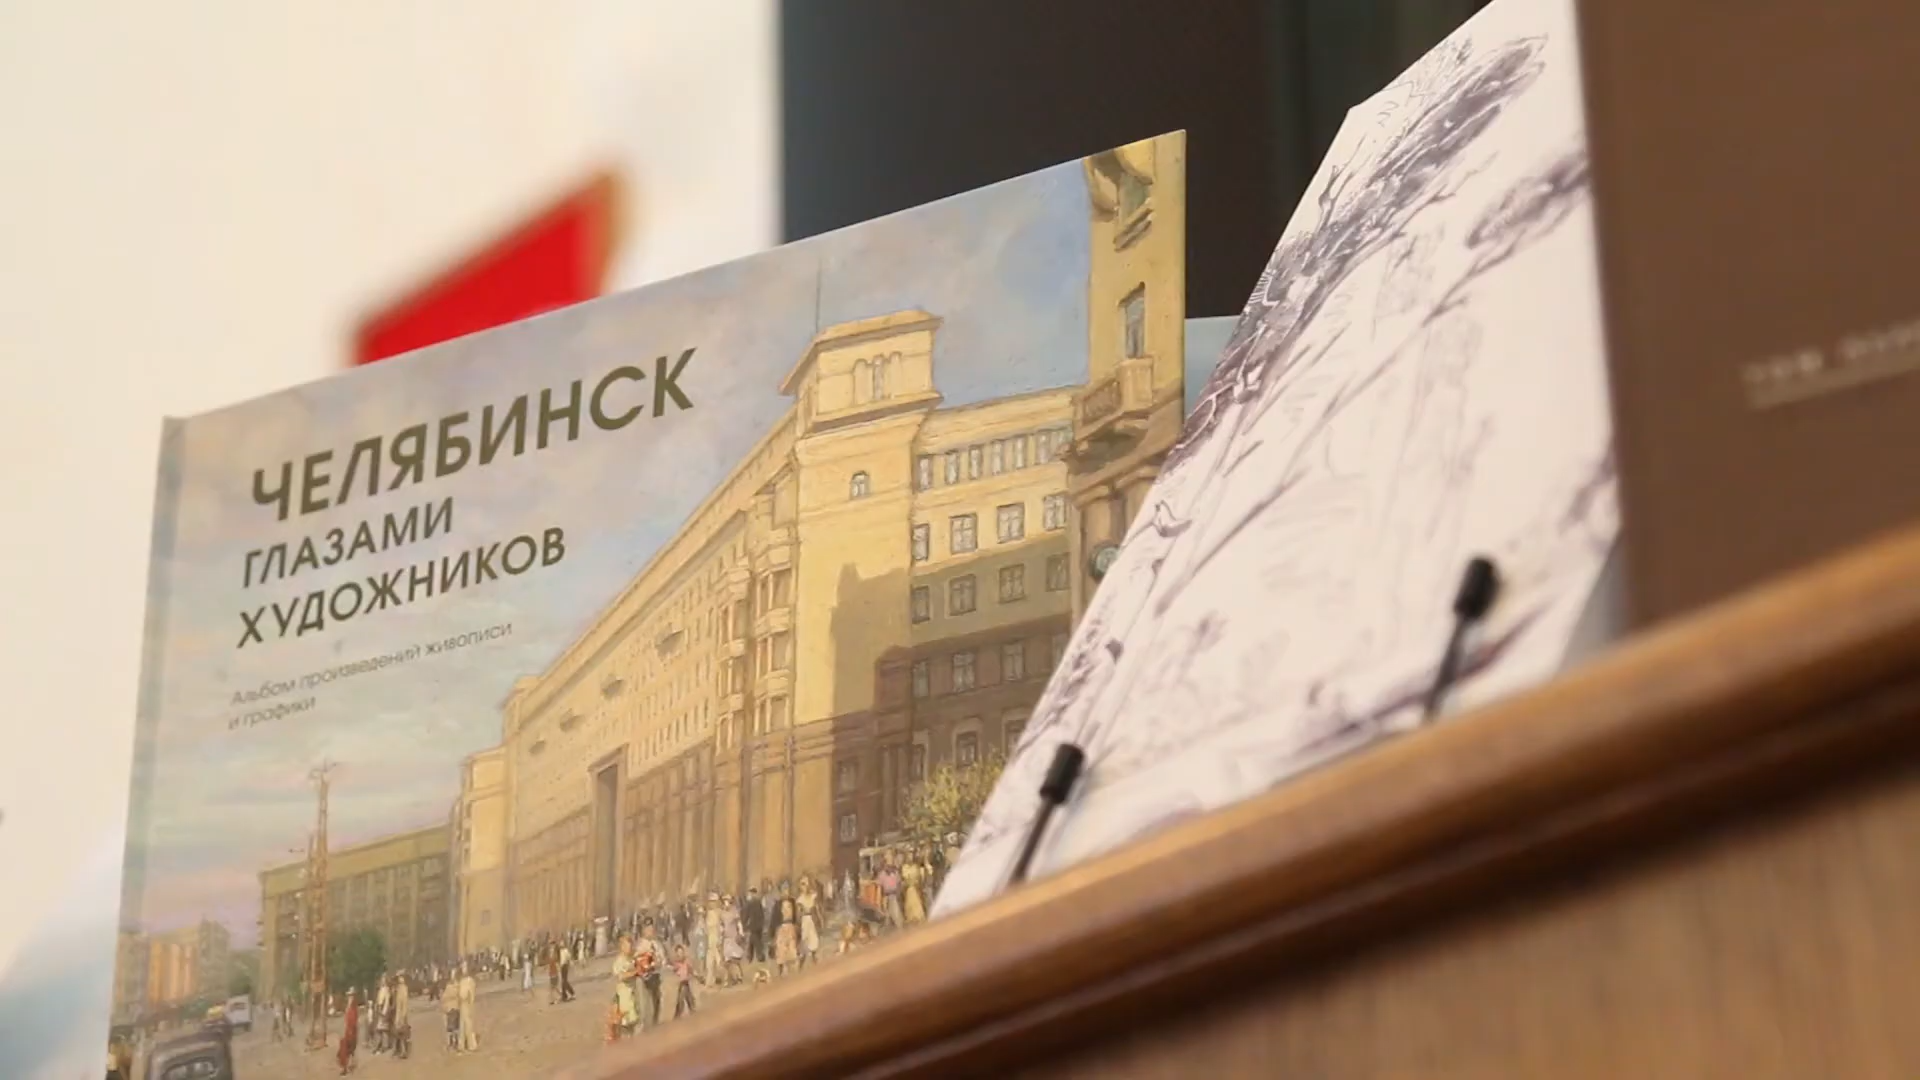 ЧЕЛЯБИНСК
ГЛАЗАМИ
ХУДОЖНИКОВ
Альбом произведений живописи
и графики